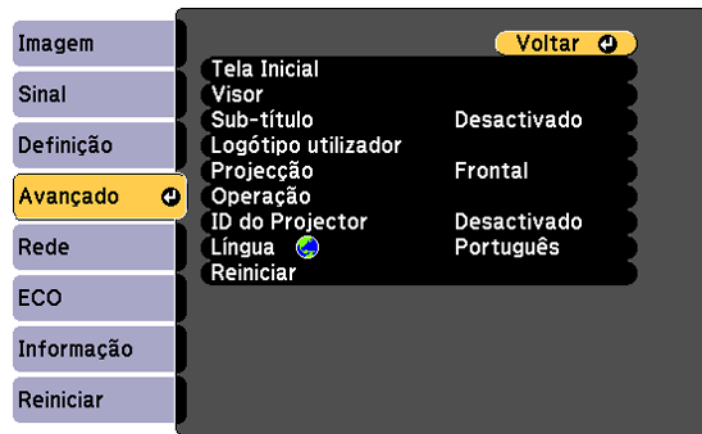 Imagem
Sinal
Definição
Avançado
Rede
ECO
Informação
Reiniciar
Voltar
Tela Inicial
Visor
Sub-título Desactivado
Logótipo utilizador
Projecção Frontal
Operação
ID do Projector Desactivado
Língua Português
Reiniciar